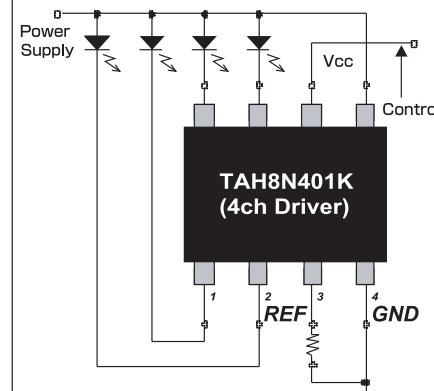 Power
Supply
Vcc
Contro
TAH8N401K
(4ch Driver)
1
2
REF
3
4
GND